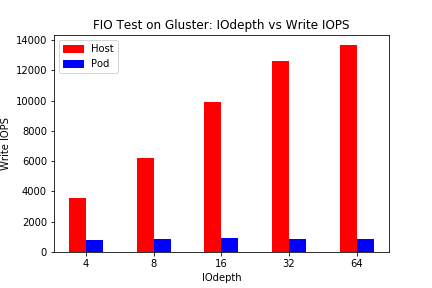 FIO Test on Gluster: IOdepth vs Write IOPS
Host
Pod
14000
12000
10000
8000
6000
4000
2000
0
Write IOPS
4 8 16 32 64
IOdepth